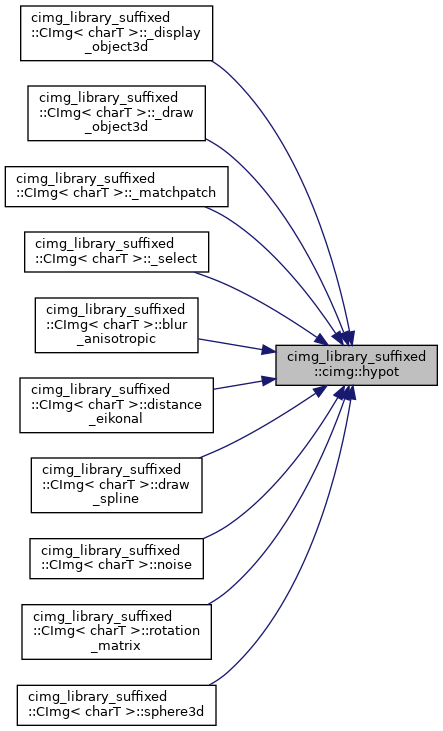 cimg_library_suffixed
::CImg< charT >::_display
_object3d
cimg_library_suffixed
::CImg< charT >::_draw
_object3d
cimg_library_suffixed
::CImg< charT >::_matchpatch
cimg_library_suffixed
::CImg< charT >::_select
cimg_library_suffixed
::CImg< charT >::blur
_anisotropic
cimg_library_suffixed
::cimg::hypot
cimg_library_suffixed
::CImg< charT >::distance
_eikonal
cimg_library_suffixed
::CImg< charT >::draw
_spline
cimg_library_suffixed
::CImg< charT >::noise
cimg_library_suffixed
::CImg< charT >::rotation
_matrix
cimg_library_suffixed
::CImg< charT >::sphere3d